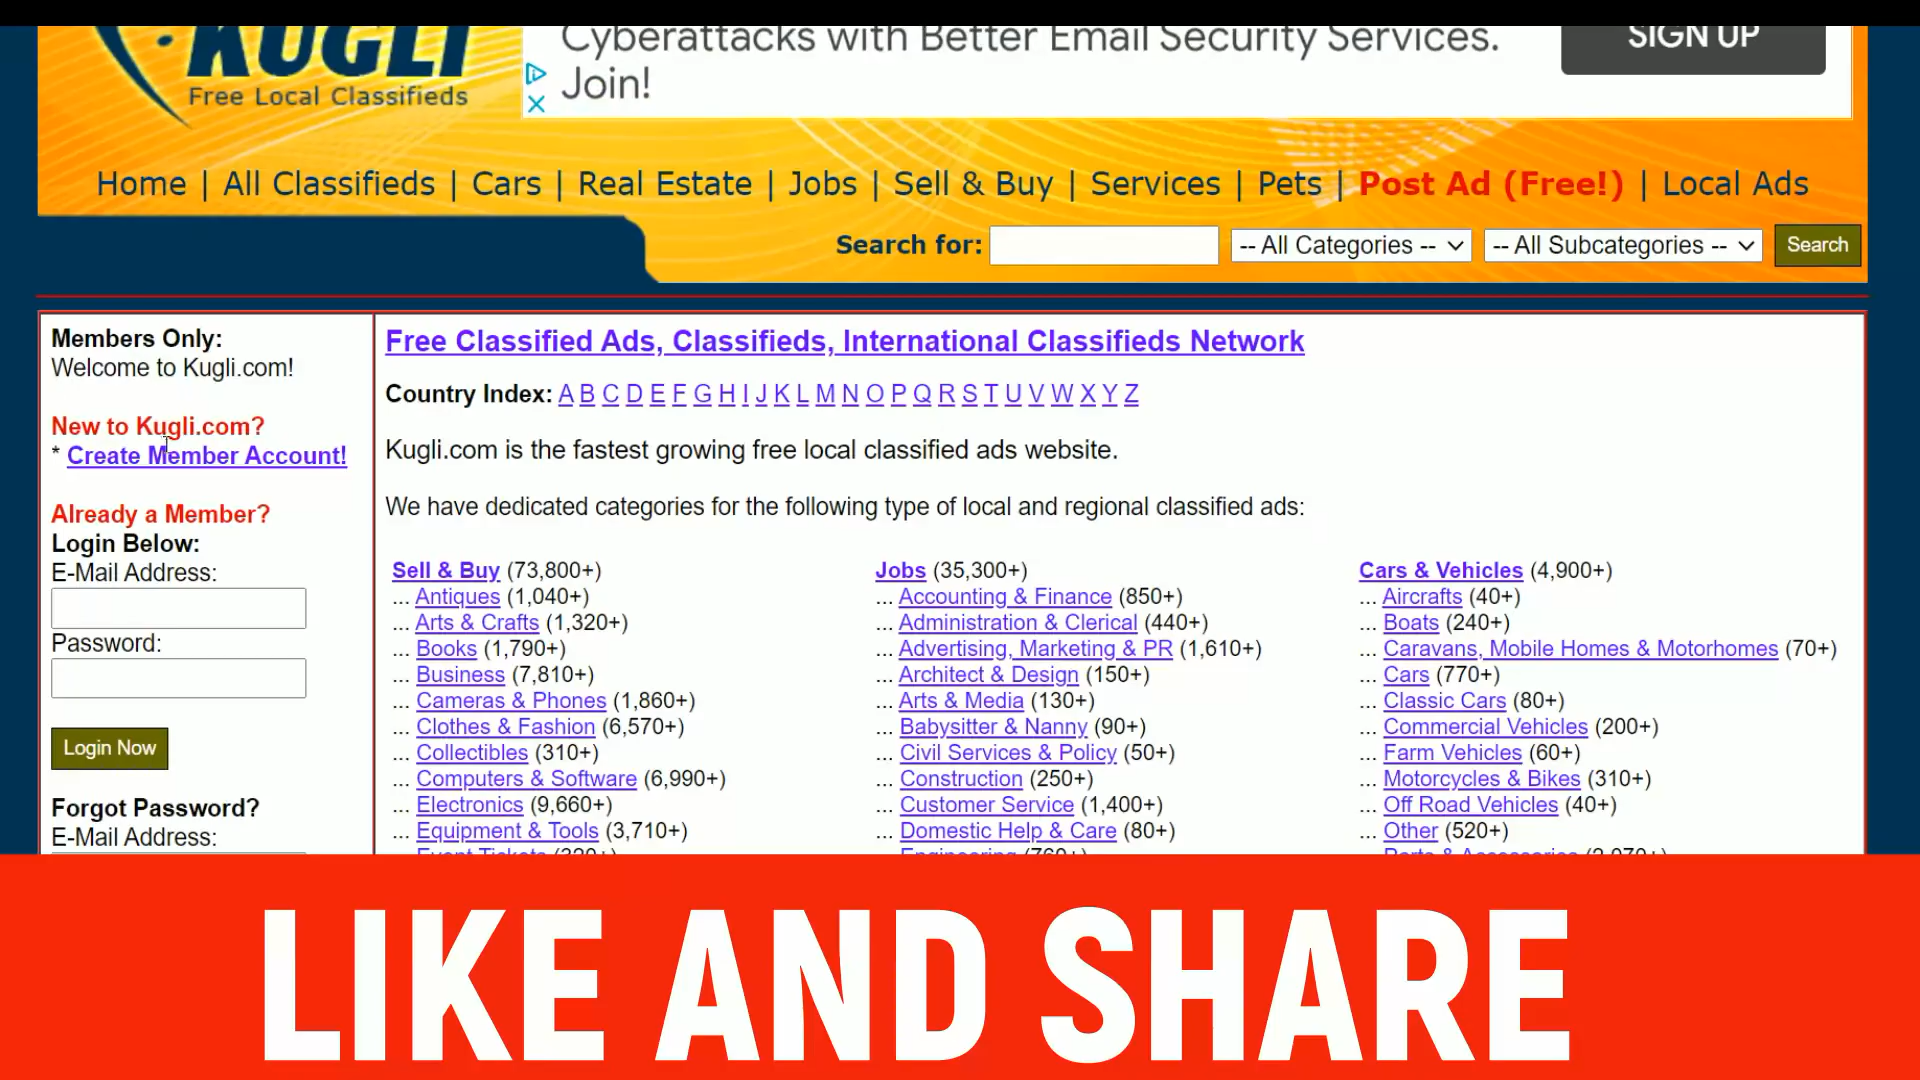 KUGLI
Free Local Classifieds
Cyberattacks with Better Email Security Services.
Join!
SIGN UP
Home | All Classifieds | Cars | Real Estate | Jobs | Sell & Buy | Services | Pets | Post Ad (Free!) | Local Ads
Search for: -- All Categories -- -- All Subcategories -- Search
Members Only:
Welcome to Kugli.com!
New to Kugli.com?
* Create Member Account!
Already a Member?
Login Below:
E-Mail Address:
Password:
Login Now
Forgot Password?
E-Mail Address:
Free Classified Ads, Classifieds, International Classifieds Network
Country Index: A B C D E F G H I J K L M N O P Q R S T U V W X Y Z
Kugli.com is the fastest growing free local classified ads website.
We have dedicated categories for the following type of local and regional classified ads:
Sell & Buy (73,800+)
... Antiques (1,040+)
... Arts & Crafts (1,320+)
... Books (1,790+)
... Business (7,810+)
... Cameras & Phones (1,860+)
... Clothes & Fashion (6,570+)
... Collectibles (310+)
... Computers & Software (6,990+)
... Electronics (9,660+)
... Equipment & Tools (3,710+)
... Event Tickets (320+)
Jobs (35,300+)
... Accounting & Finance (850+)
... Administration & Clerical (440+)
... Advertising, Marketing & PR (1,610+)
... Architect & Design (150+)
... Arts & Media (130+)
... Babysitter & Nanny (90+)
... Civil Services & Policy (50+)
... Construction (250+)
... Customer Service (1,400+)
... Domestic Help & Care (80+)
... Engineering (760+)
Cars & Vehicles (4,900+)
... Aircrafts (40+)
... Boats (240+)
... Caravans, Mobile Homes & Motorhomes (70+)
... Cars (770+)
... Classic Cars (80+)
... Commercial Vehicles (200+)
... Farm Vehicles (60+)
... Motorcycles & Bikes (310+)
... Off Road Vehicles (40+)
... Other (520+)
... Parts & Accessories
LIKE AND SHARE